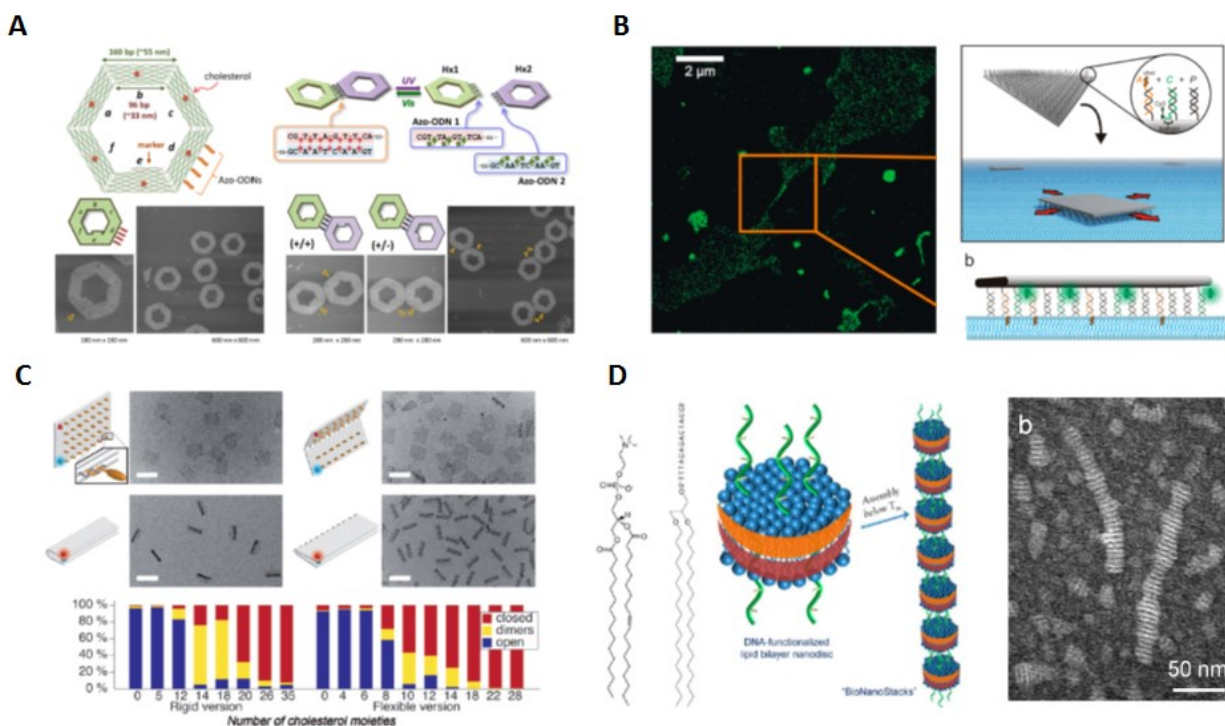 A
160 bp (~55 nm)
cholesterol
b
96 bp
(~33 nm)
a
c
f
d
marker
e
Azo-ODNs
UV
Vis
Hx1
Hx2
Azo-ODN 1
Azo-ODN 2
(+/+)
(+/-)
180 nm x 180 nm
600 nm x 600 nm
280 nm x 280 nm
280 nm x 280 nm
600 nm x 600 nm
B
2 μm
A + C + P
b
C
100 %
80 %
60 %
40 %
20 %
0 %
closed
dimers
open
0 5 12 14 18 20 26 35
0 4 6 8 10 12 14 18 22 28
Rigid version
Flexible version
Number of cholesterol moieties
D
Assembly
below Tm
DNA-functionalized
lipid bilayer nanodisc
"BioNanoStacks"
b
50 nm